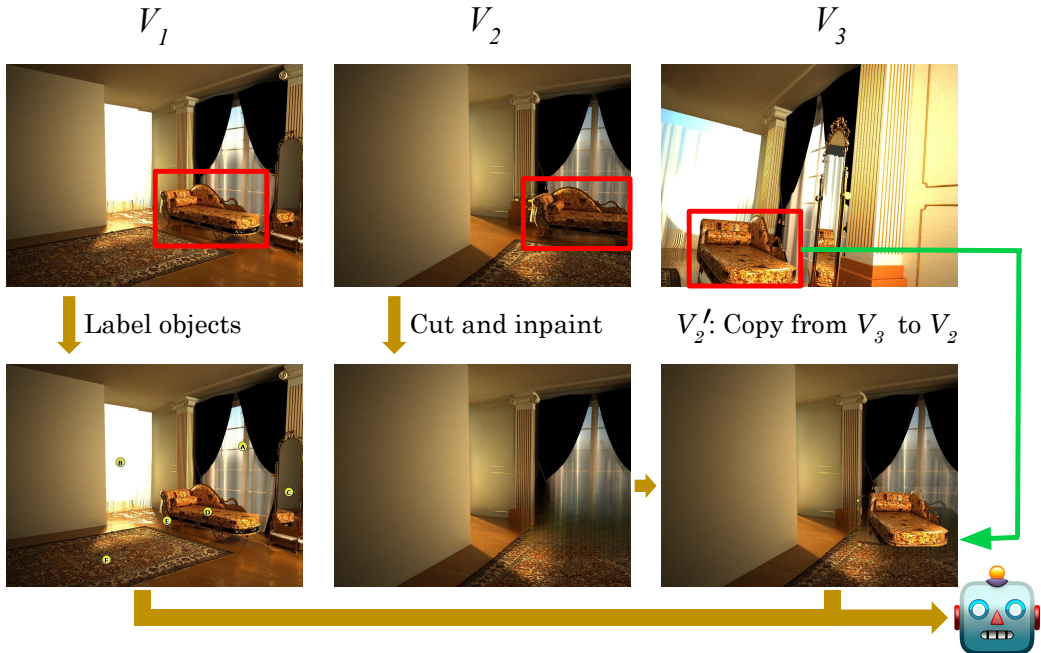 V1 V2 V3
Label objects
Cut and inpaint
V2′: Copy from V3 to V2
A
B
C
D
E
F